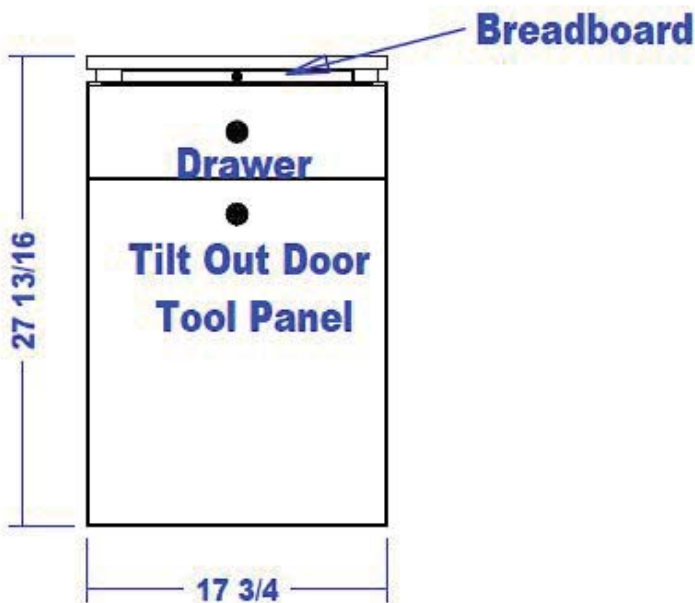 Breadboard
Drawer
Tilt Out Door
Tool Panel
27 13/16
17 3/4